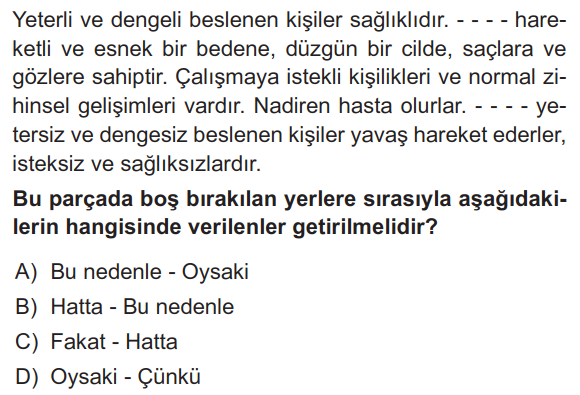 Yeterli ve dengeli beslenen kişiler sağlıklıdır. - - - - hare-
ketli ve esnek bir bedene, düzgün bir cilde, saçlara ve
gözlere sahiptir. Çalışmaya istekli kişilikleri ve normal zi-
hinsel gelişimleri vardır. Nadiren hasta olurlar. - - - - ye-
tersiz ve dengesiz beslenen kişiler yavaş hareket ederler,
isteksiz ve sağlıksızlardır.
Bu parçada boş bırakılan yerlere sırasıyla aşağıdaki-
lerin hangisinde verilenler getirilmelidir?
A) Bu nedenle - Oysaki
B) Hatta - Bu nedenle
C) Fakat - Hatta
D) Oysaki - Çünkü